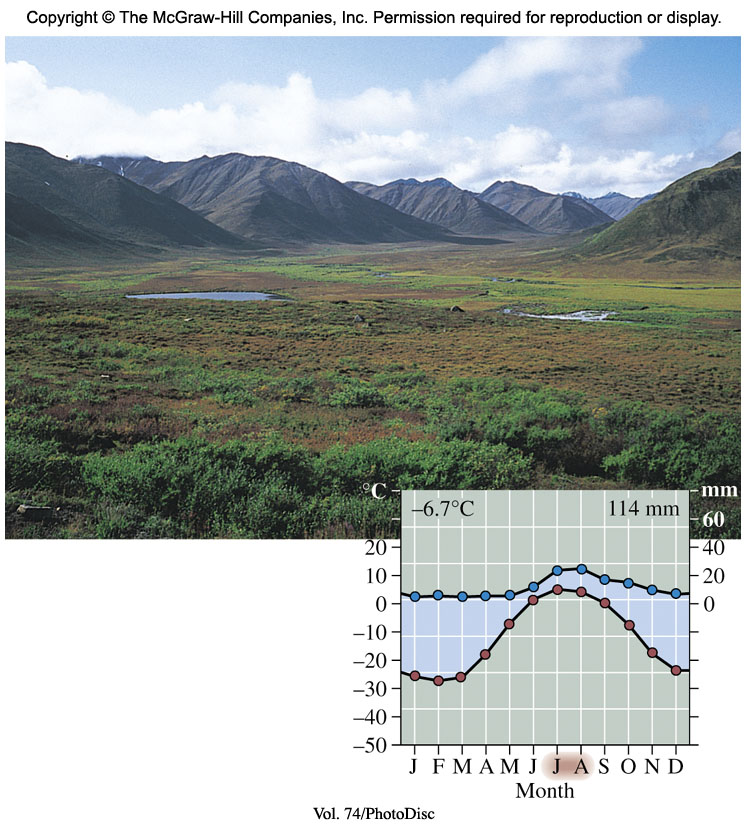 Copyright © The McGraw-Hill Companies, Inc. Permission required for reproduction or display.
°C
mm
–6.7°C
114 mm
60
20
40
10
20
0
0
–10
–20
–30
–40
–50
J F M A M J J A S O N D
Month
Vol. 74/PhotoDisc